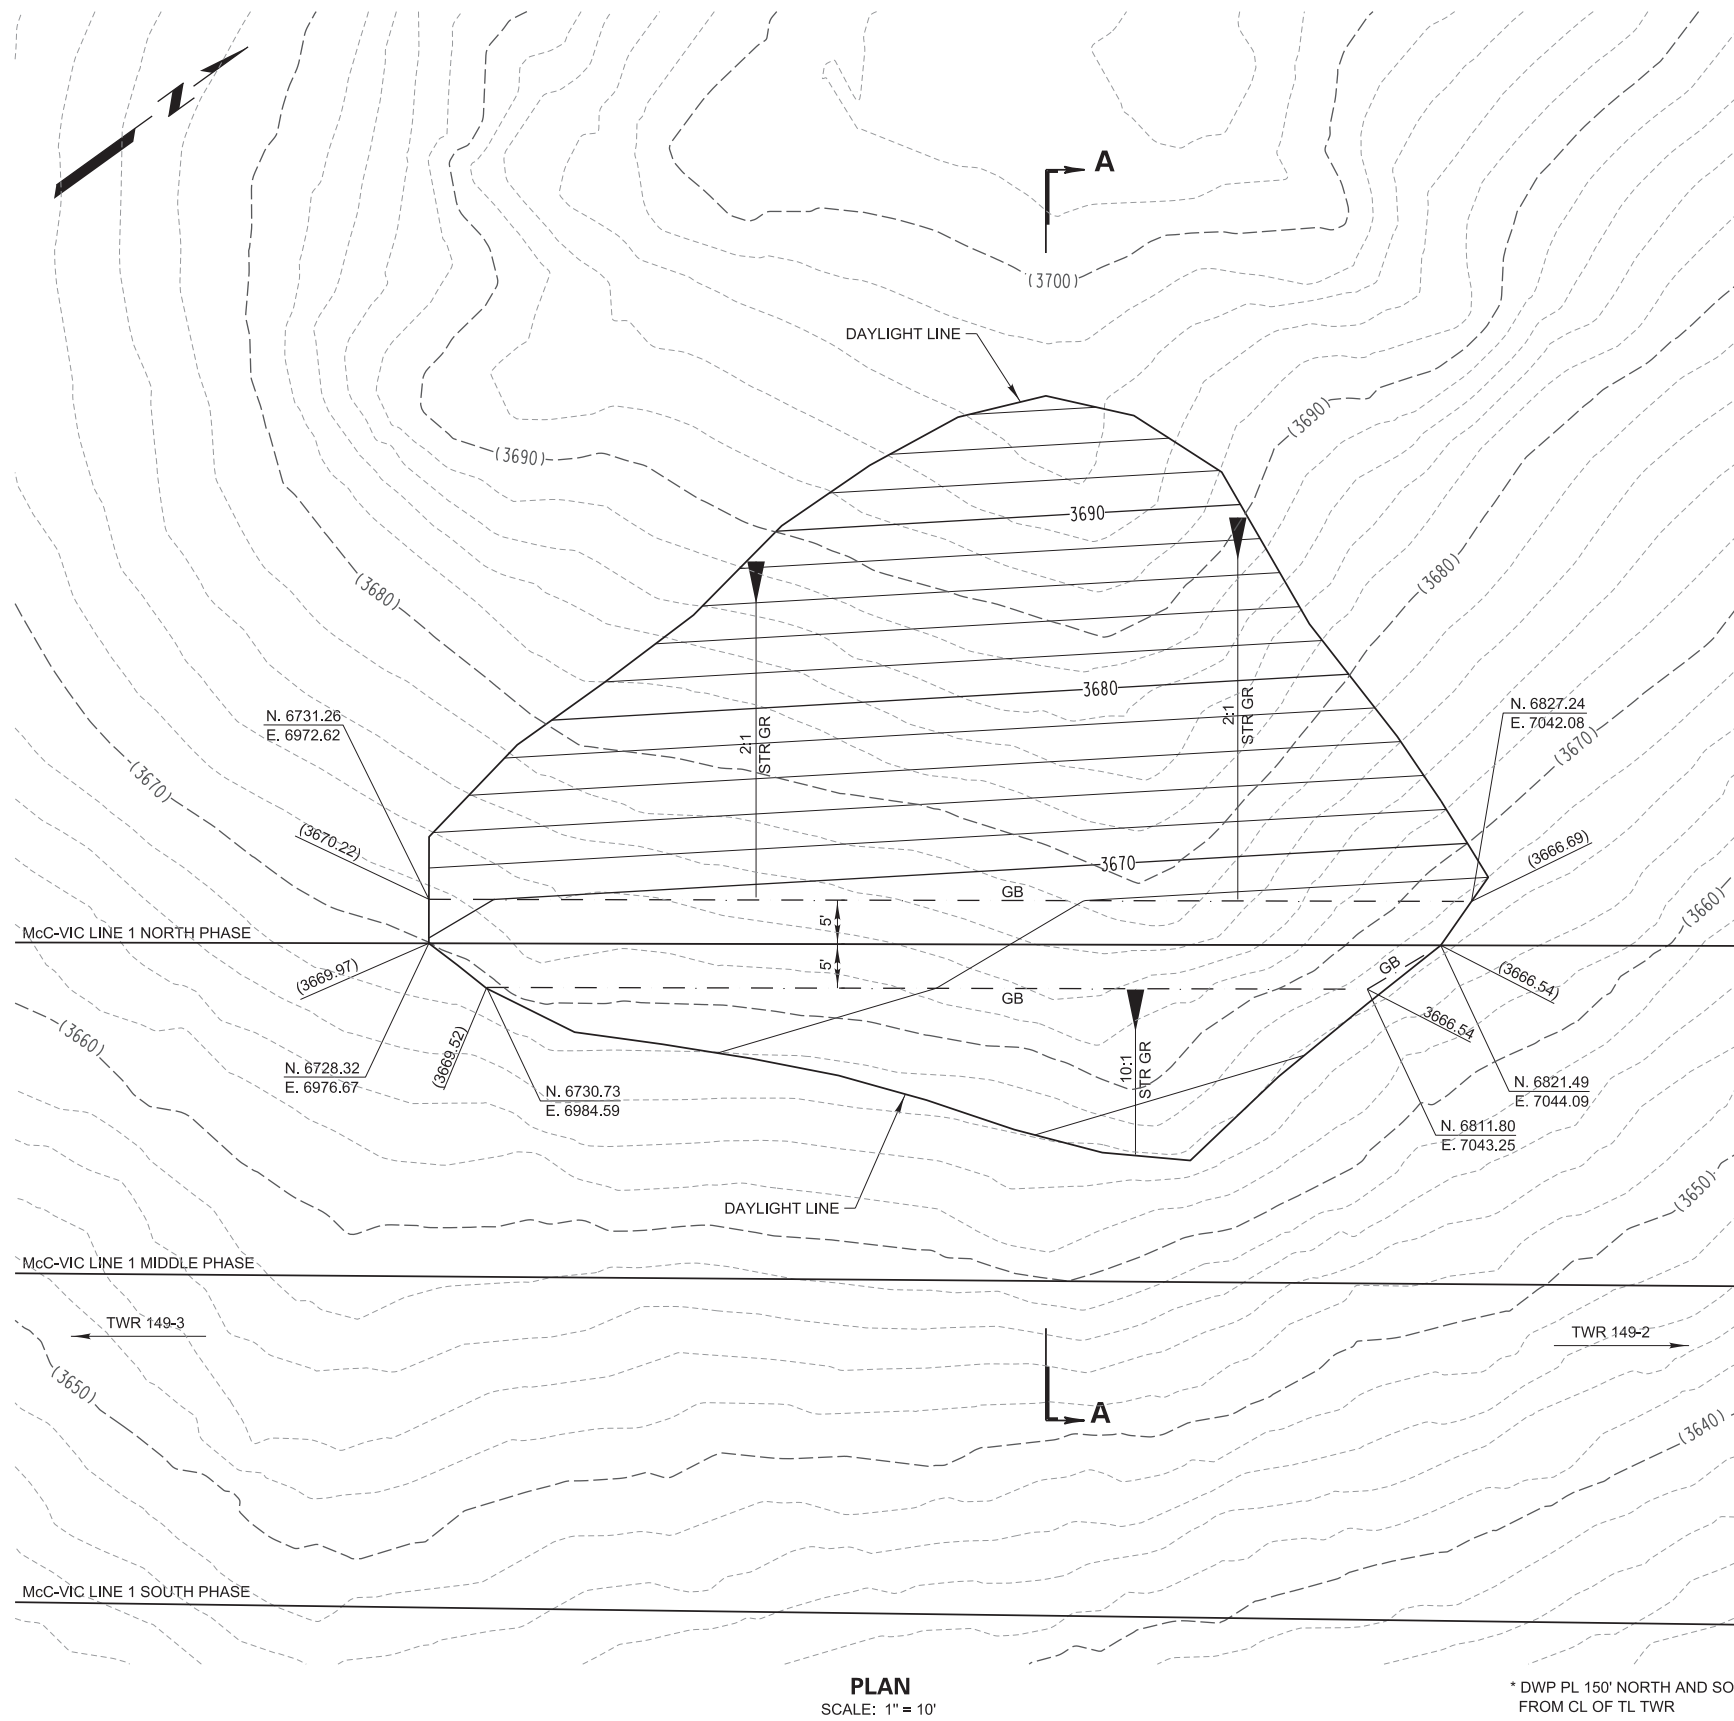 N
A
(3700)
DAYLIGHT LINE
(3690)
(3690)
3690
(3680)
(3680)
3680
2:1
STR GR
2:1
STR GR
N. 6731.26
E. 6972.62
N. 6827.24
E. 7042.08
(3670)
(3670)
(3670.22)
(3666.69)
3670
GB
(3660)
McC-VIC LINE 1 NORTH PHASE
5'
5'
GB
(3669.97)
(3666.54)
GB
3666.54
(3660)
(3669.52)
10:1
STR GR
N. 6728.32
E. 6976.67
N. 6730.73
E. 6984.59
N. 6821.49
E. 7044.09
N. 6811.80
E. 7043.25
(3650)
DAYLIGHT LINE
McC-VIC LINE 1 MIDDLE PHASE
TWR 149-3
TWR 149-2
(3650)
A
(3640)
McC-VIC LINE 1 SOUTH PHASE
PLAN
SCALE: 1" = 10'
* DWP PL 150' NORTH AND SO
FROM CL OF TL TWR